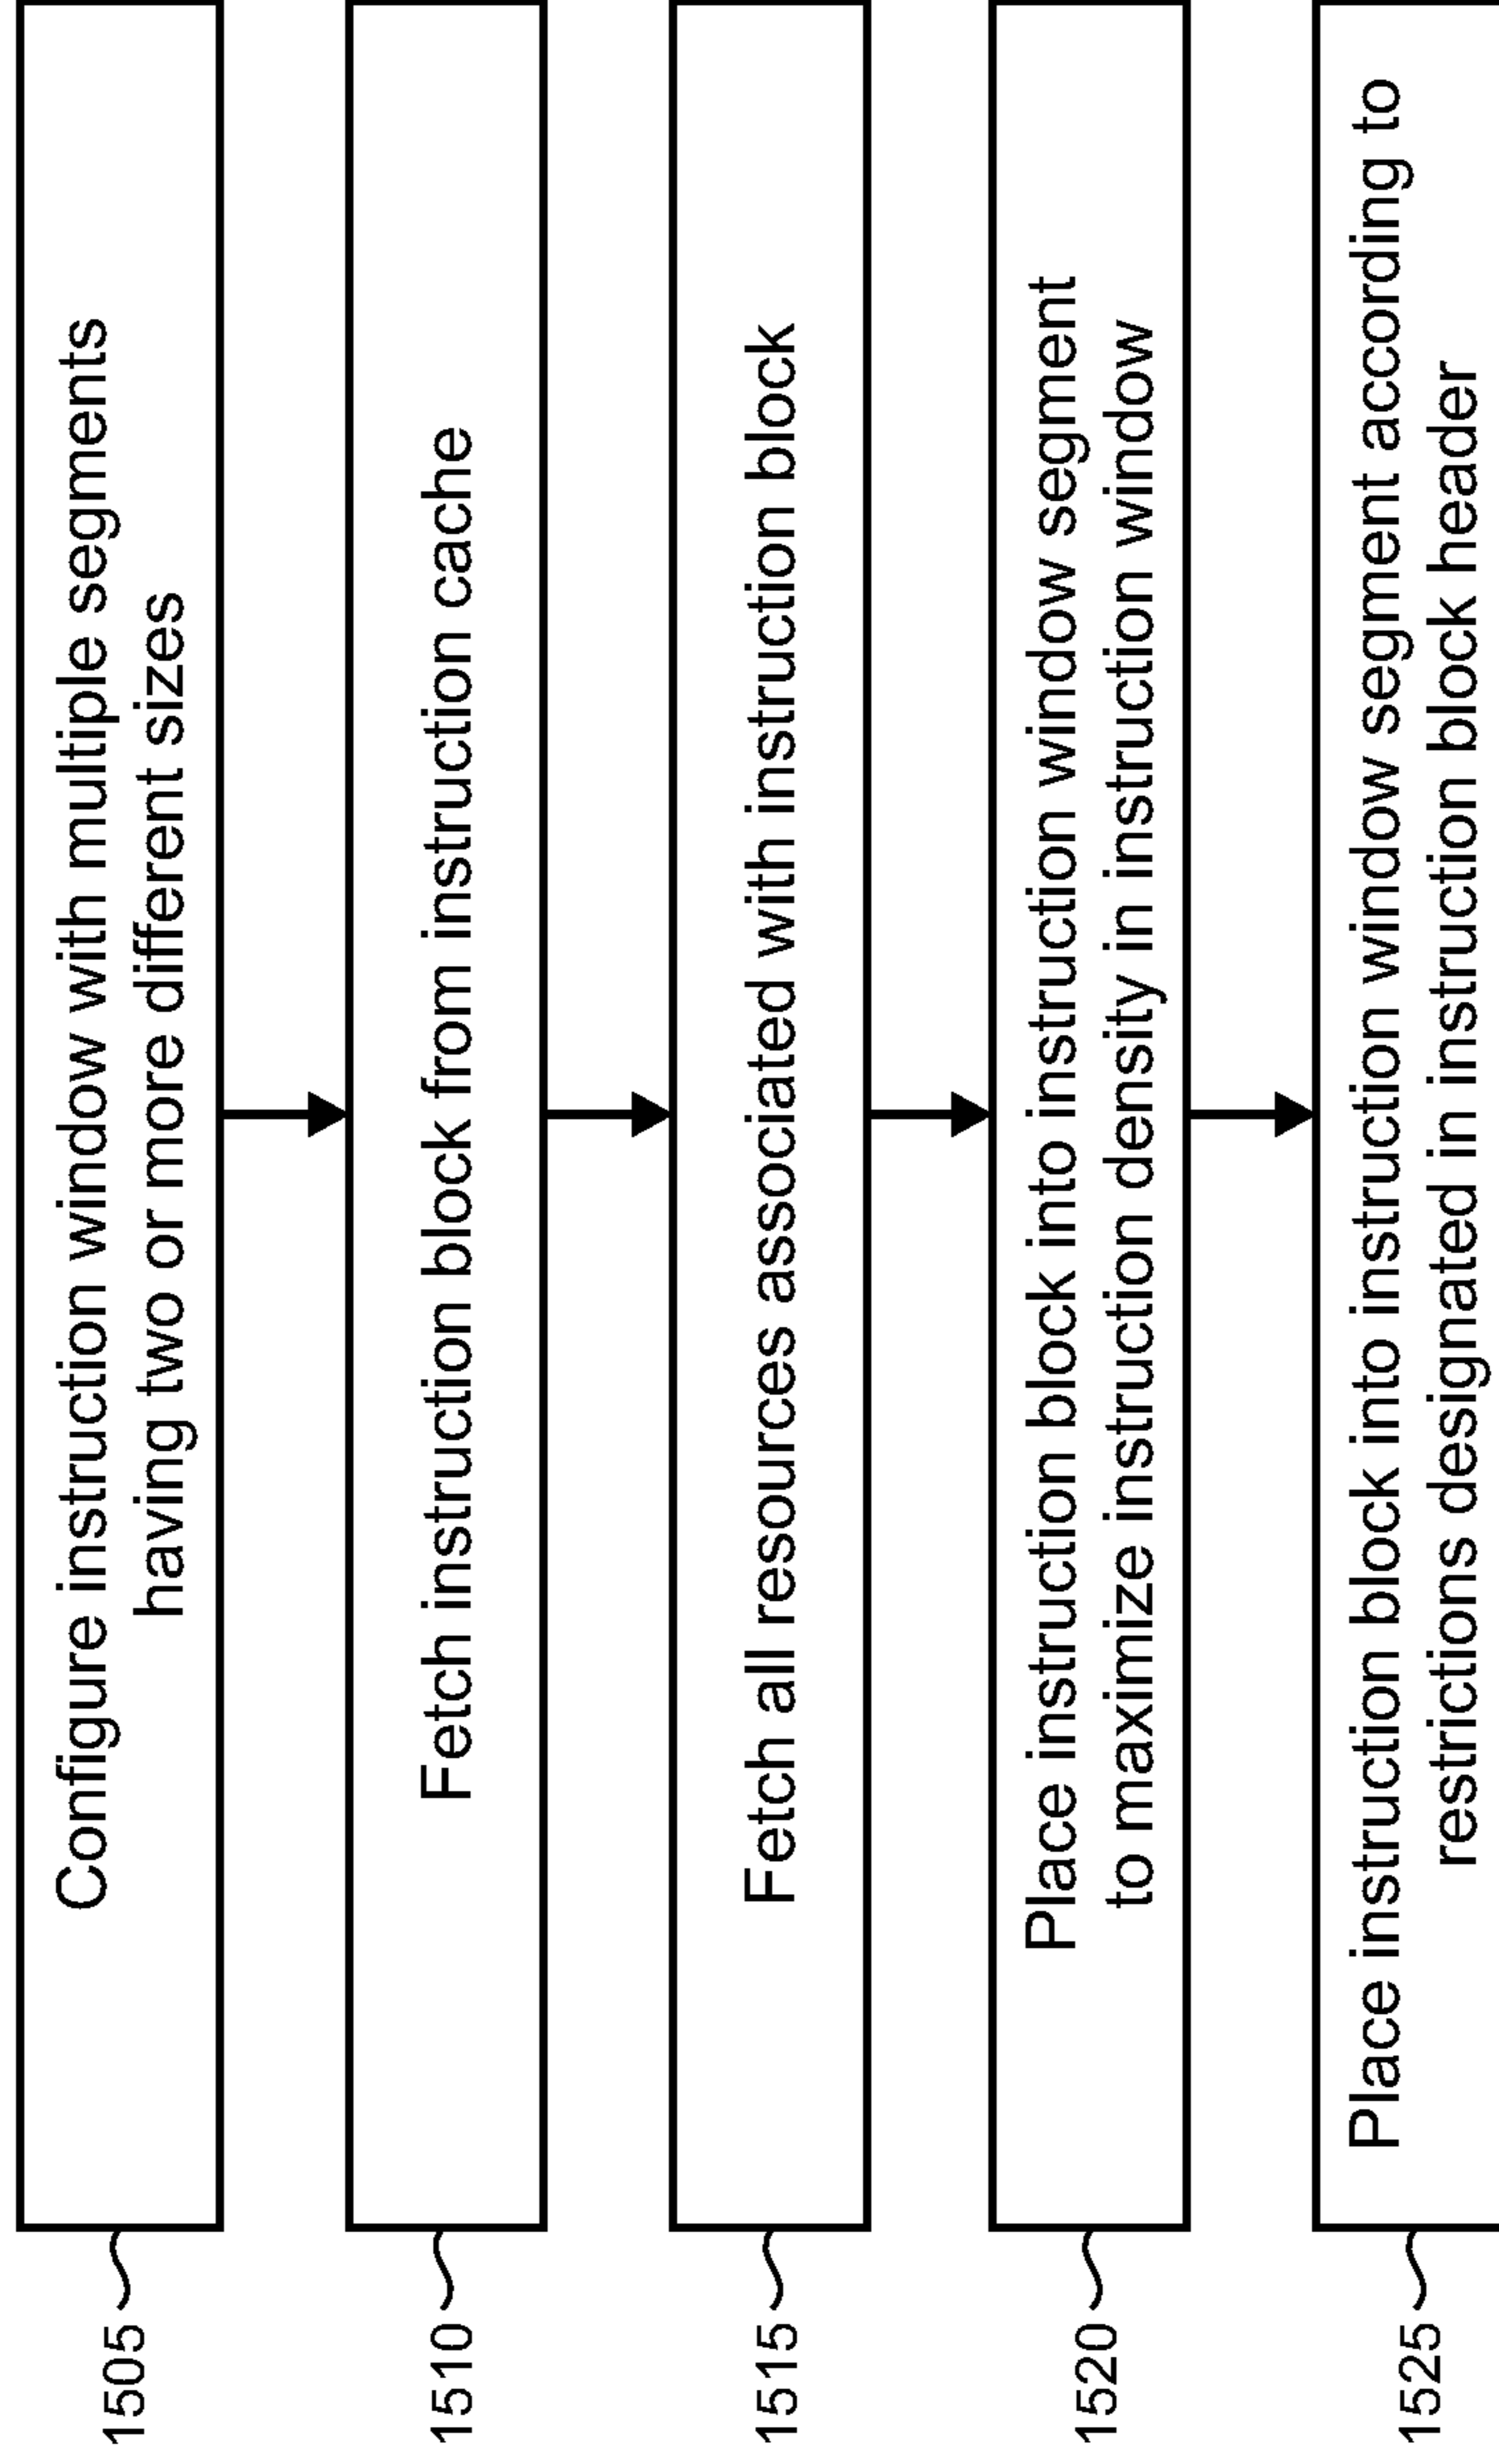 1505
Configure instruction window with multiple segments
having two or more different sizes
1510
Fetch instruction block from instruction cache
1515
Fetch all resources associated with instruction block
1520
Place instruction block into instruction window segment
to maximize instruction density in instruction window
1525
Place instruction block into instruction window segment according to
restrictions designated in instruction block header